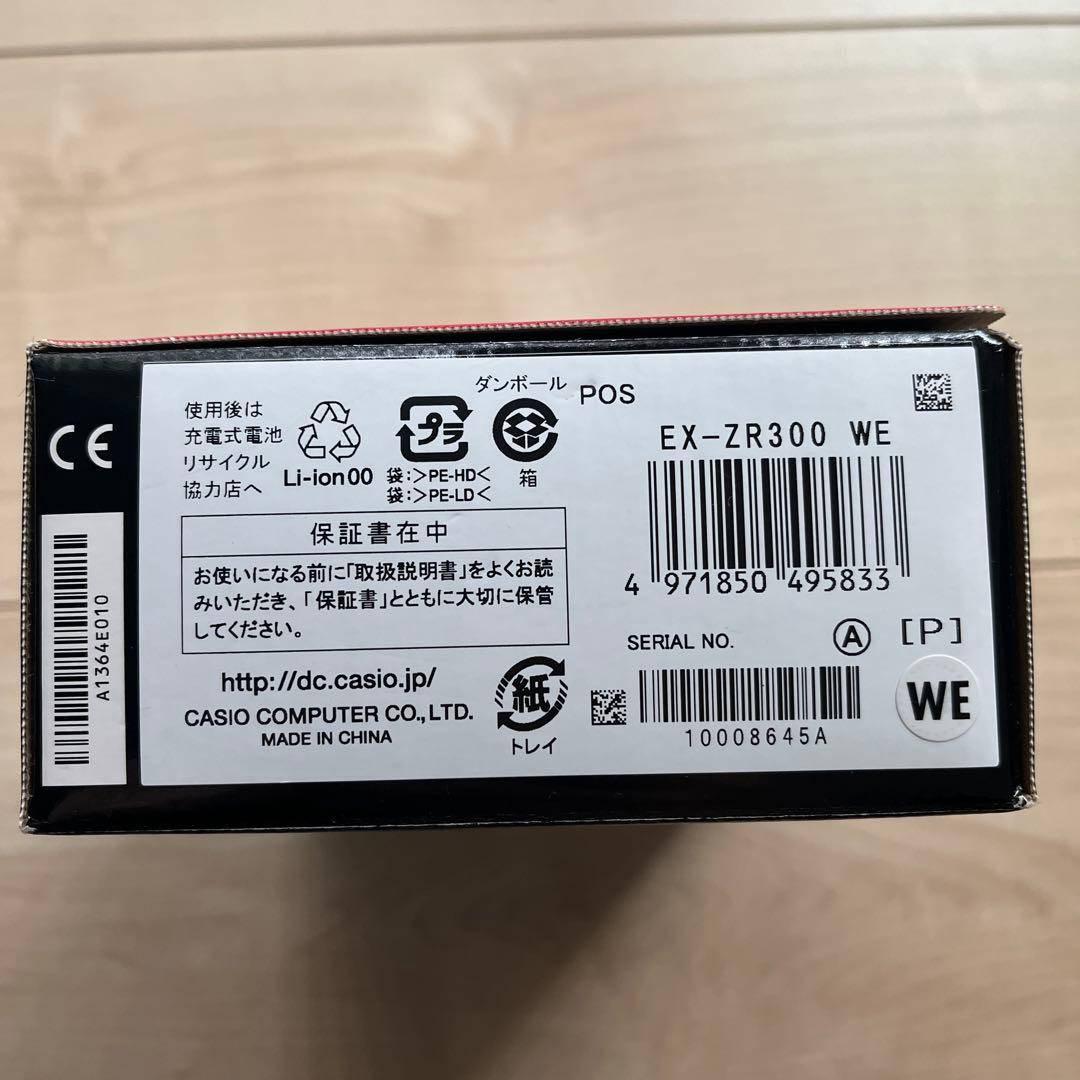 CE
A1364E010
使用後は
充電式電池
リサイクル
協力店へ
Li-ion00
プラ
袋:>PE-HD<
袋:>PE-LD<
ダンボール
箱
POS
保証書在中
お使いになる前に「取扱説明書」をよくお読
みいただき、「保証書」とともに大切に保管
してください。
http://dc.casio.jp/
CASIO COMPUTER CO.,LTD.
MADE IN CHINA
紙
トレイ
EX-ZR300 WE
4 971850 495833
SERIAL NO.
A
[P]
10008645A
WE